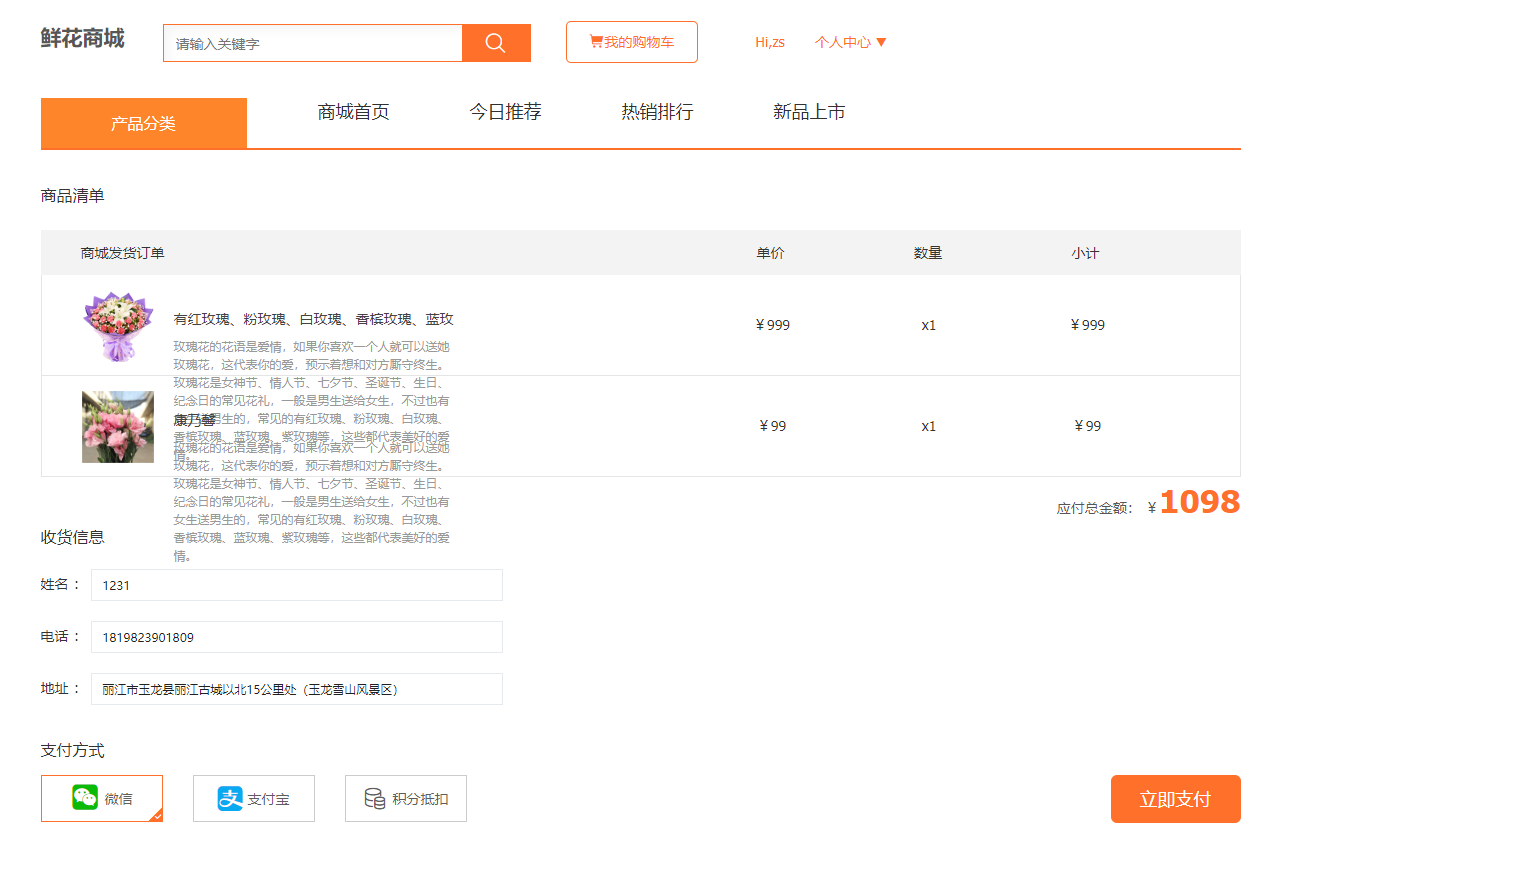 鲜花商城
请输入关键字
我的购物车
Hi,zs
个人中心 ▼
产品分类
商城首页
今日推荐
热销排行
新品上市
商品清单
商城发货订单
单价
数量
小计
有红玫瑰、粉玫瑰、白玫瑰、香槟玫瑰、蓝玫
玫瑰花的花语是爱情，如果你喜欢一个人就可以送她
玫瑰花，这代表你的爱，预示着想和对方厮守终生。
玫瑰花是女神节、情人节、七夕节、圣诞节、生日、
纪念日的常见花礼，一般是男生送给女生，不过也有
女生送男生的，常见的有红玫瑰、粉玫瑰、白玫瑰、
香槟玫瑰、蓝玫瑰、紫玫瑰等，这些都代表美好的爱
情。
￥999
x1
￥999
康乃馨
玫瑰花的花语是爱情，如果你喜欢一个人就可以送她
玫瑰花，这代表你的爱，预示着想和对方厮守终生。
玫瑰花是女神节、情人节、七夕节、圣诞节、生日、
纪念日的常见花礼，一般是男生送给女生，不过也有
女生送男生的，常见的有红玫瑰、粉玫瑰、白玫瑰、
香槟玫瑰、蓝玫瑰、紫玫瑰等，这些都代表美好的爱
情。
￥99
x1
￥99
应付总金额： ￥1098
收货信息
姓名 ： 1231
电话 ： 1819823901809
地址 ： 丽江市玉龙县丽江古城以北15公里处（玉龙雪山风景区）
支付方式
微信
支付宝
积分抵扣
立即支付